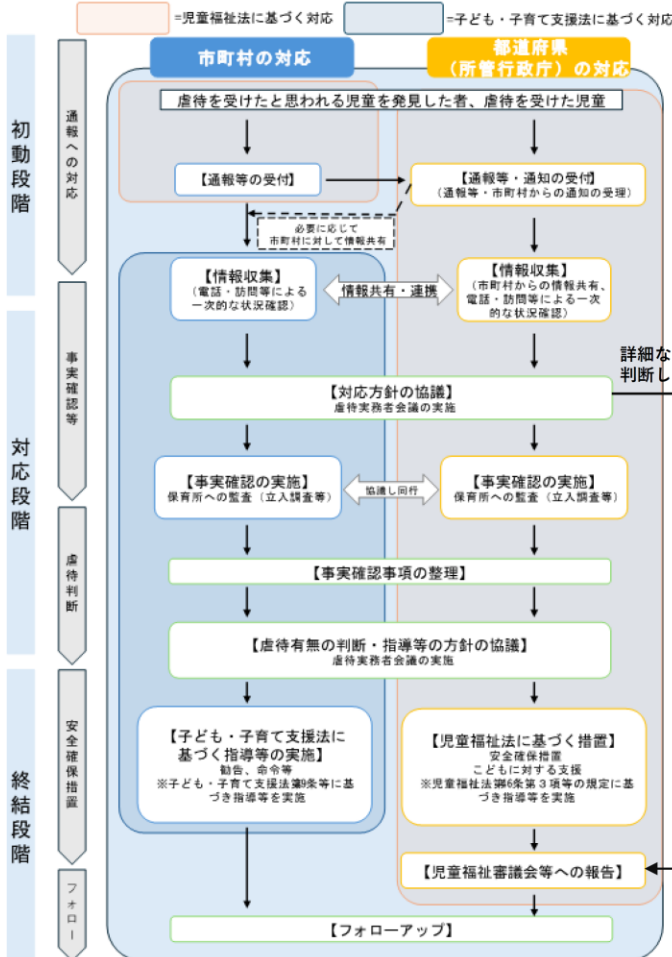 =児童福祉法に基づく対応
=子ども・子育て支援法に基づく対応
市町村の対応
都道府県
(所管行政庁)の対応
初動段階
通報への対応
虐待を受けたと思われる児童を発見した者、虐待を受けた児童
【通報等の受付】
【通報等・通知の受付】
(通報等・市町村からの通知の受理)
必要に応じて
市町村に対して情報共有
【情報収集】
(電話・訪問等による
一次的な状況確認)
情報共有・連携
【情報収集】
(市町村からの情報共有、
電話・訪問等による一次
的な状況確認)
事実確認等
詳細な
判断し
【対応方針の協議】
虐待実務者会議の実施
対応段階
【事実確認の実施】
保育所への監査(立入調査等)
協議し同行
【事実確認の実施】
保育所への監査(立入調査等)
虐待判断
【事実確認事項の整理】
【虐待有無の判断・指導等の方針の協議】
虐待実務者会議の実施
終結段階
安全確保措置
【子ども・子育て支援法に
基づく指導等の実施】
勧告、命令等
※子ども・子育て支援法第39条等に基
づき指導等を実施
【児童福祉法に基づく措置】
安全確保措置
こどもに対する支援
※児童福祉法第46条第3項等の規定に基
づき指導等を実施
【児童福祉審議会等への報告】
フォロー
【フォローアップ】